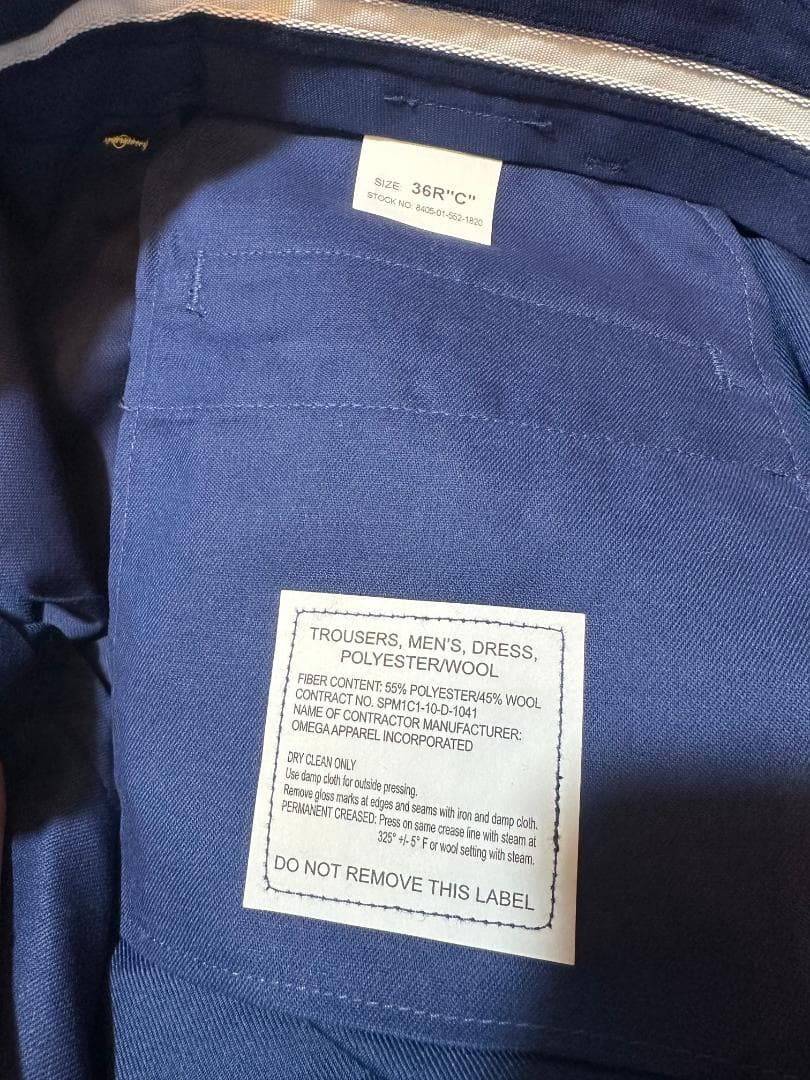 SIZE: 36R"C"
STOCK NO: 8405-01-552-1820
TROUSERS, MEN'S, DRESS,
POLYESTER/WOOL
FIBER CONTENT: 55% POLYESTER/45% WOOL
CONTRACT NO. SPM1C1-10-D-1041
NAME OF CONTRACTOR MANUFACTURER:
OMEGA APPAREL INCORPORATED
DRY CLEAN ONLY
Use damp cloth for outside pressing.
Remove gloss marks at edges and seams with iron and damp cloth.
PERMANENT CREASED: Press on same crease line with steam at
325° +/- 5° F or wool setting with steam.
DO NOT REMOVE THIS LABEL